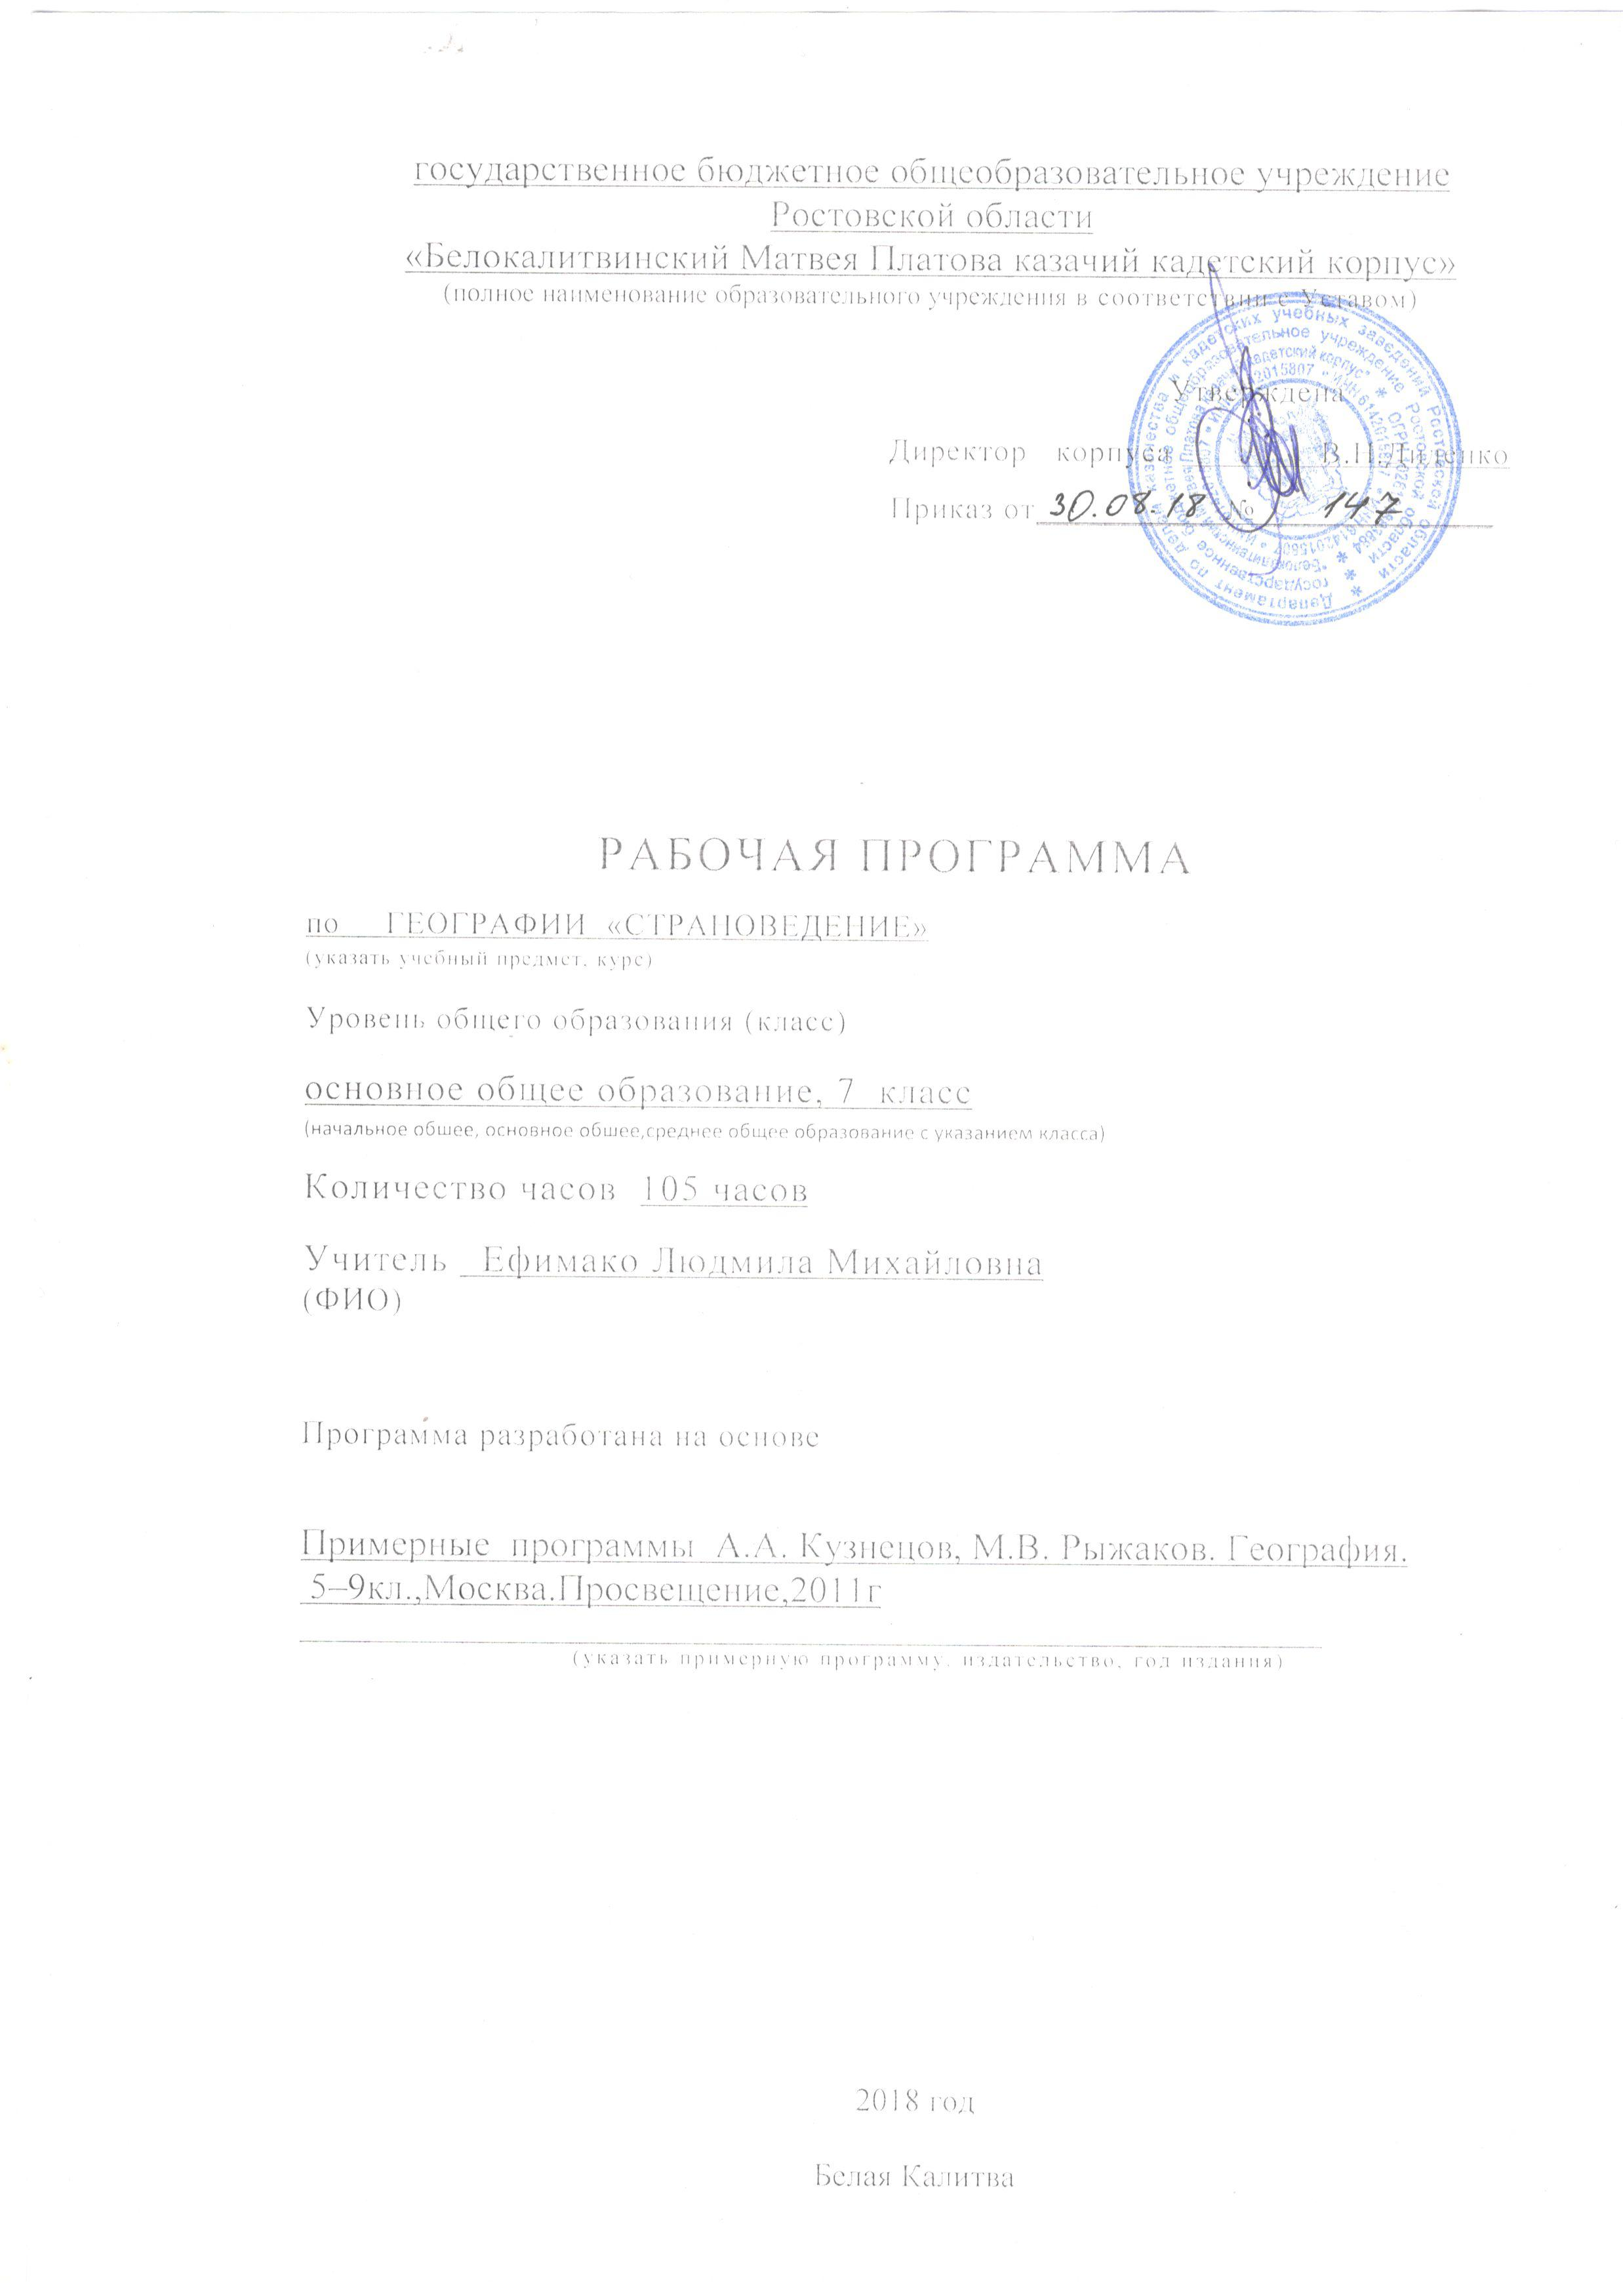 государственное бюджетное общеобразовательное учреждение
Ростовской области
«Белокалитвинский Матвея Платова казачий кадетский корпус»
(полное наименование образовательного учреждения в соответствии с Уставом)
Утверждена
Директор корпуса В.Н.Диденко
Приказ от 30.08.18 № 147
РАБОЧАЯ ПРОГРАММА
по ГЕОГРАФИИ «СТРАНОВЕДЕНИЕ»
(указать учебный предмет, курс)
Уровень общего образования (класс)
основное общее образование, 7 класс
(начальное обшее, основное обшее,среднее общее образование с указанием класса)
Количество часов 105 часов
Учитель Ефимако Людмила Михайловна
(ФИО)
Программа разработана на основе
Примерные программы А.А. Кузнецов, М.В. Рыжаков. География.
5–9кл.,Москва.Просвещение,2011г
(указать примерную программу, издательство, год издания)
2018 год
Белая Калитва